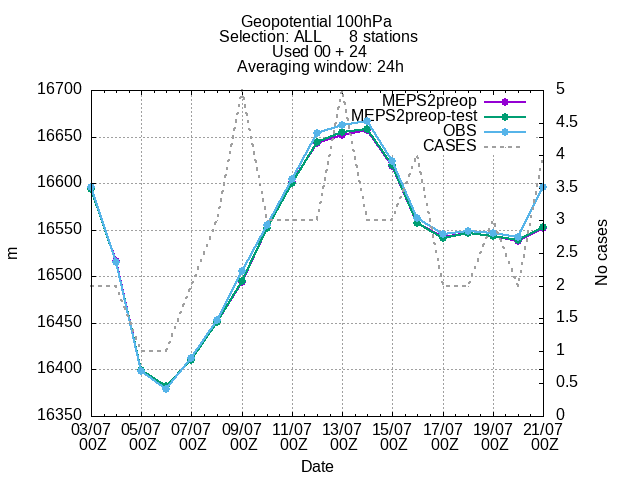 Geopotential 100hPa
Selection: ALL 8 stations
Used 00 + 24
Averaging window: 24h
MEPS2preop
MEPS2preop-test
OBS
CASES
16700
16650
16600
16550
16500
16450
16400
16350
m
5
4.5
4
3.5
3
2.5
2
1.5
1
0.5
0
No cases
03/07 05/07 07/07 09/07 11/07 13/07 15/07 17/07 19/07 21/07
00Z 00Z 00Z 00Z 00Z 00Z 00Z 00Z 00Z 00Z
Date